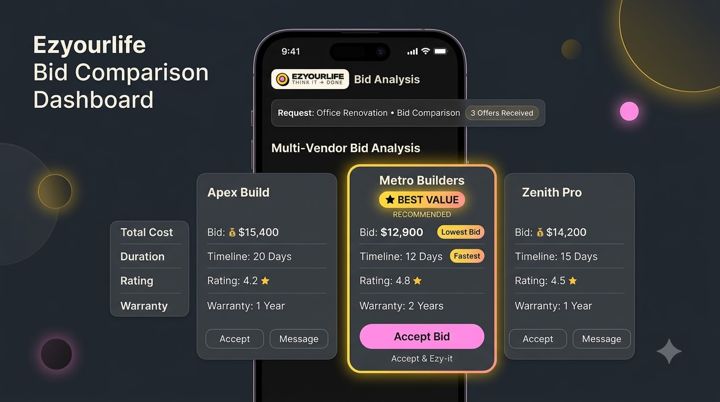 Ezyourlife
Bid Comparison
Dashboard
9:41
EZYOURLIFE
THINK IT → DONE
Bid Analysis
Request: Office Renovation • Bid Comparison
3 Offers Received
Multi-Vendor Bid Analysis
Total Cost
Duration
Rating
Warranty
Apex Build
Bid: 💰 $15,400
Timeline: 20 Days
Rating: 4.2 ★
Warranty: 1 Year
Accept
Message
Metro Builders
★ BEST VALUE
RECOMMENDED
Bid: 💰 $12,900
Lowest Bid
Timeline: 12 Days
Fastest
Rating: 4.8 ★
Warranty: 2 Years
Accept Bid
Accept & Ezy-it
Zenith Pro
Bid: 💰 $14,200
Timeline: 15 Days
Rating: 4.5 ★
Warranty: 1 Year
Accept
Message